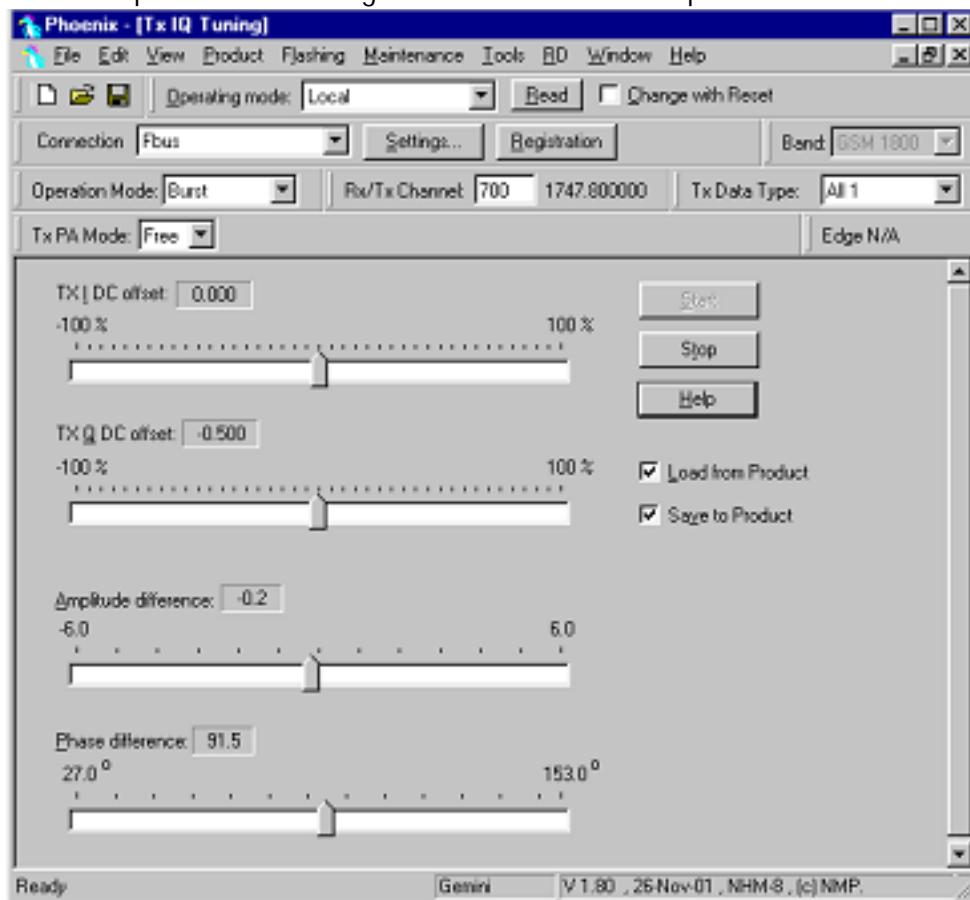 Phoenix - [Tx IQ Tuning]
File Edit View Product Flashing Maintenance Tools RD Window Help
Operating mode: Local Read Change with Reset
Connection Fbus Settings... Registration Band: GSM 1800
Operation Mode: Burst Rx/Tx Channel: 700 1747.800000 Tx Data Type: All 1
Tx PA Mode: Free Edge N/A
TX I DC offset: 0.000
-100 % 100 %
Start
Stop
Help
TX Q DC offset: -0.500
-100 % 100 %
Load from Product
Save to Product
Amplitude difference: -0.2
-6.0 6.0
Phase difference: 91.5
27.0 º 153.0 º
Ready Gemini V 1.80 , 26-Nov-01 , NHM-8 , (c) NMP.